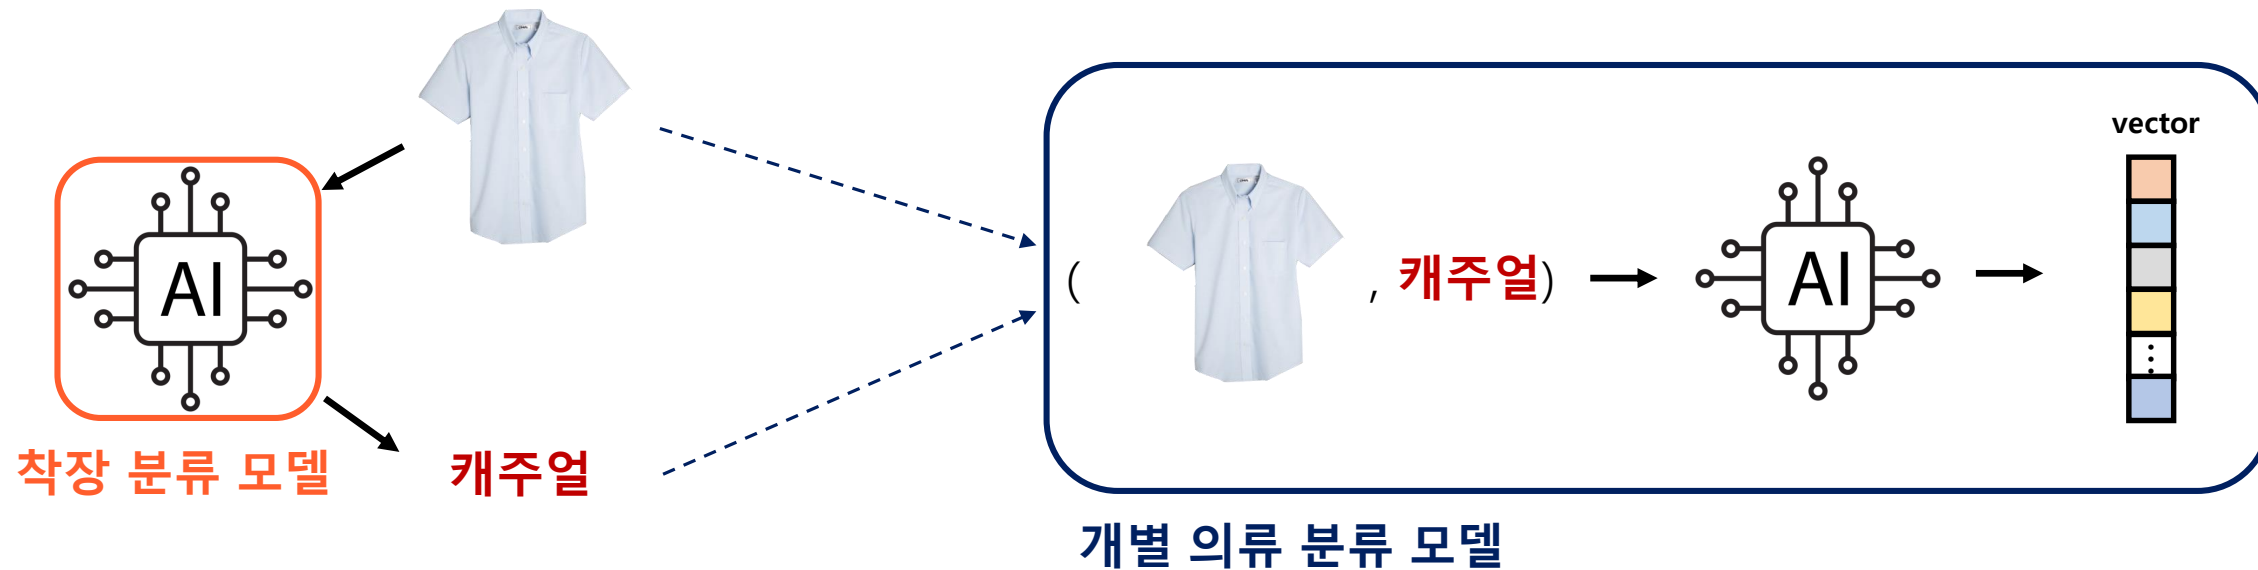 AI
착장 분류 모델
캐주얼
( , 캐주얼)
AI
vector
⋮
개별 의류 분류 모델